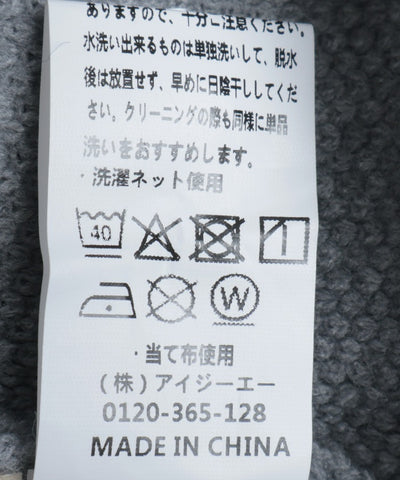 ありますので、十分ご注意ください。
水洗い出来るものは単独洗いして、脱水
後は放置せず、早めに日陰干ししてくだ
さい。クリーニングの際も同様に単品
洗いをおすすめします。
・洗濯ネット使用
40
W
・当て布使用
(株)アイジーエー
0120-365-128
MADE IN CHINA